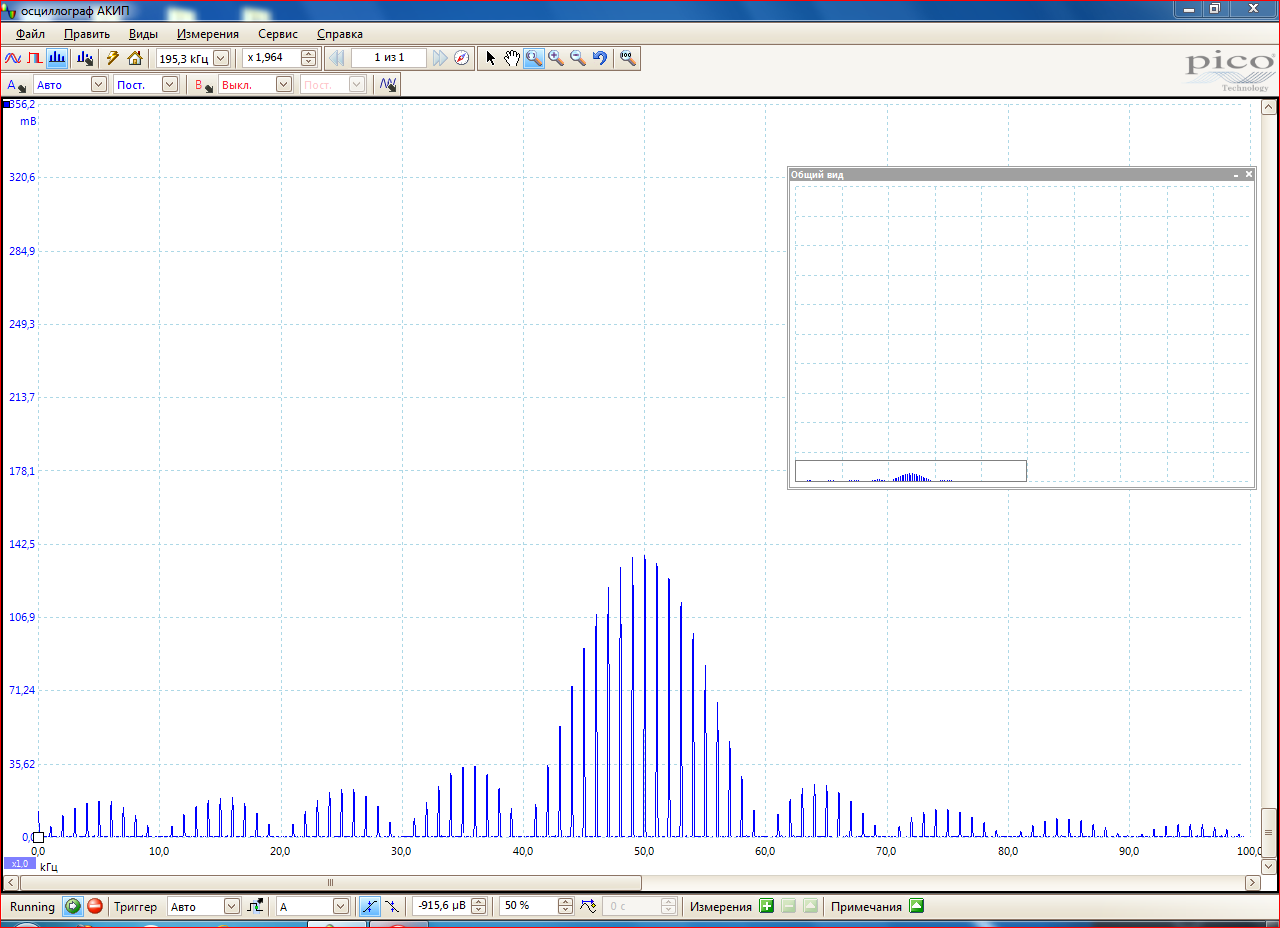 осциллограф АКИП
Файл Править Виды Измерения Сервис Справка
195,3 кГц x 1,964 1 из 1
A Авто Пост. B Выкл. Пост.
pico
Technology
356,2
mВ
320,6
284,9
249,3
213,7
178,1
142,5
106,9
71,24
35,62
0,0
Общий вид
0,0 10,0 20,0 30,0 40,0 50,0 60,0 70,0 80,0 90,0 100,0
x1,0 кГц
Running Триггер Авто A -915,6 µВ 50 % 0 с Измерения Примечания